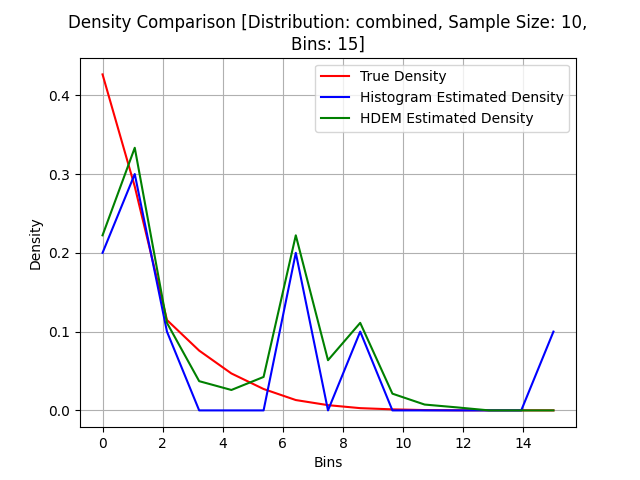 Density Comparison [Distribution: combined, Sample Size: 10,
Bins: 15]
True Density
Histogram Estimated Density
HDEM Estimated Density
Density
0.4
0.3
0.2
0.1
0.0
0 2 4 6 8 10 12 14
Bins